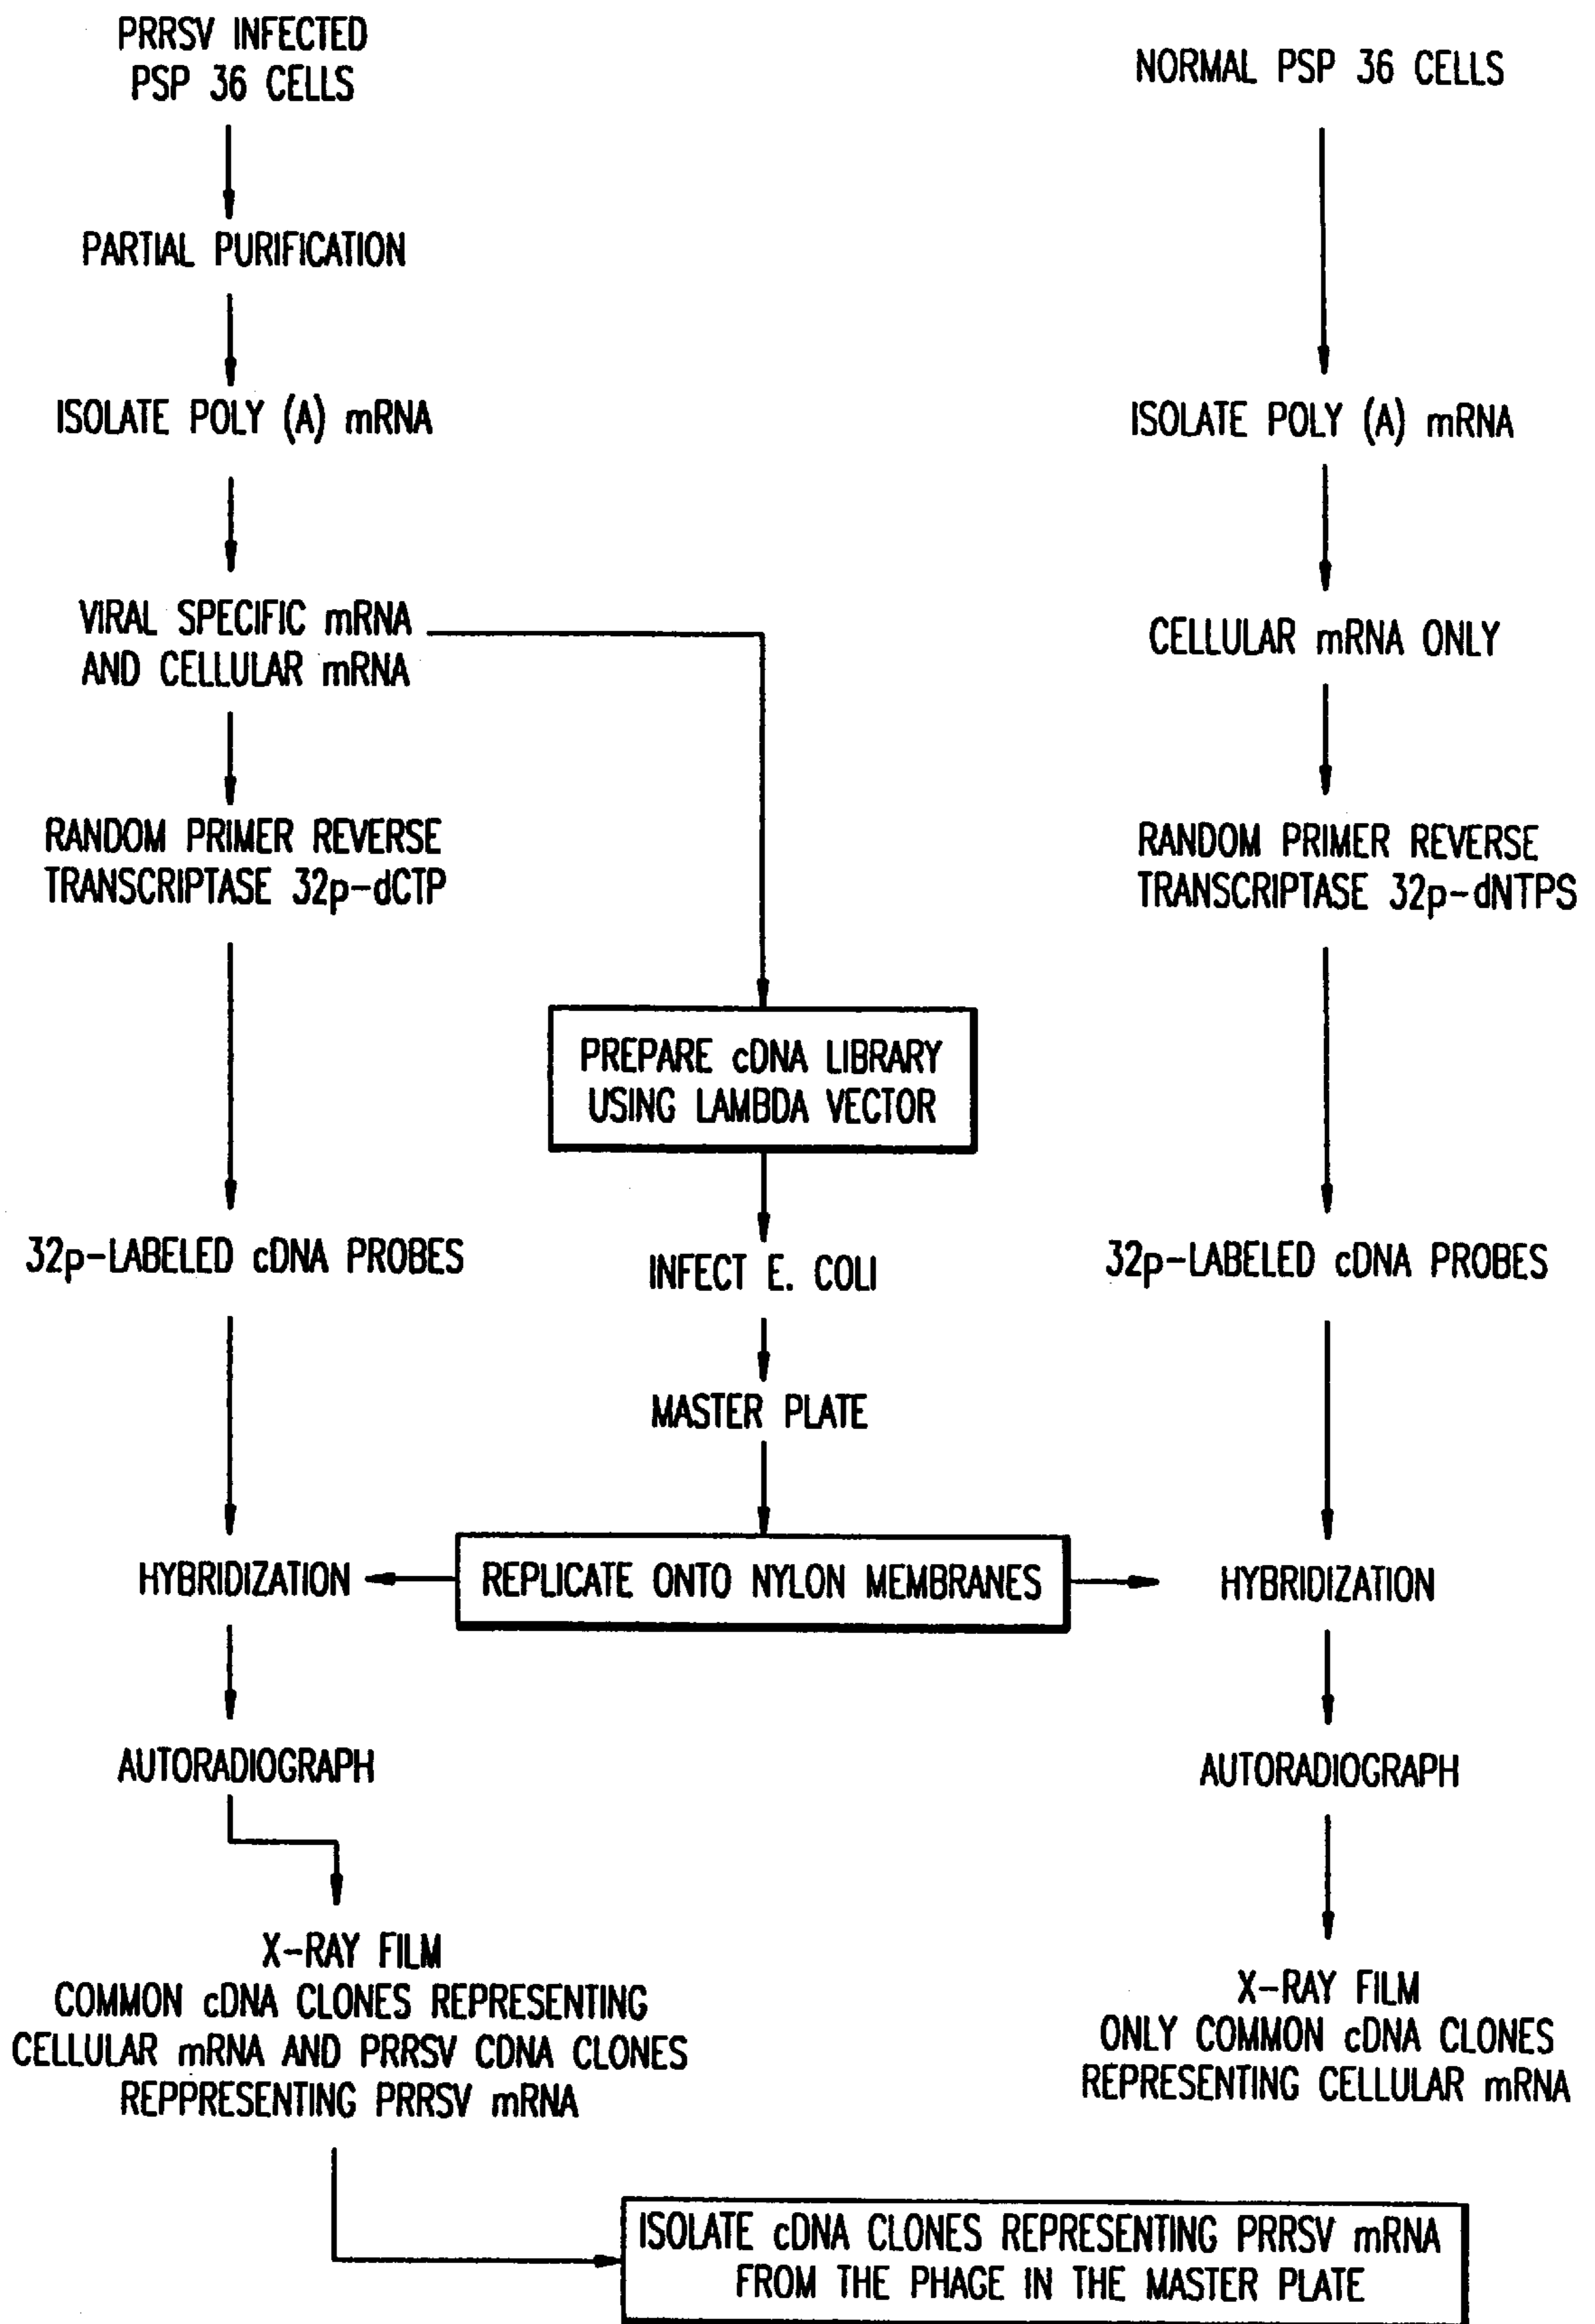 PRRSV INFECTED
PSP 36 CELLS
PARTIAL PURIFICATION
ISOLATE POLY (A) mRNA
VIRAL SPECIFIC mRNA
AND CELLULAR mRNA
RANDOM PRIMER REVERSE
TRANSCRIPTASE 32p-dCTP
32p-LABELED cDNA PROBES
HYBRIDIZATION
AUTORADIOGRAPH
X-RAY FILM
COMMON cDNA CLONES REPRESENTING
CELLULAR mRNA AND PRRSV CDNA CLONES
REPPRESENTING PRRSV mRNA
PREPARE cDNA LIBRARY
USING LAMBDA VECTOR
INFECT E. COLI
MASTER PLATE
REPLICATE ONTO NYLON MEMBRANES
NORMAL PSP 36 CELLS
ISOLATE POLY (A) mRNA
CELLULAR mRNA ONLY
RANDOM PRIMER REVERSE
TRANSCRIPTASE 32p-dNTPS
32p-LABELED cDNA PROBES
HYBRIDIZATION
AUTORADIOGRAPH
X-RAY FILM
ONLY COMMON cDNA CLONES
REPRESENTING CELLULAR mRNA
ISOLATE cDNA CLONES REPRESENTING PRRSV mRNA
FROM THE PHAGE IN THE MASTER PLATE